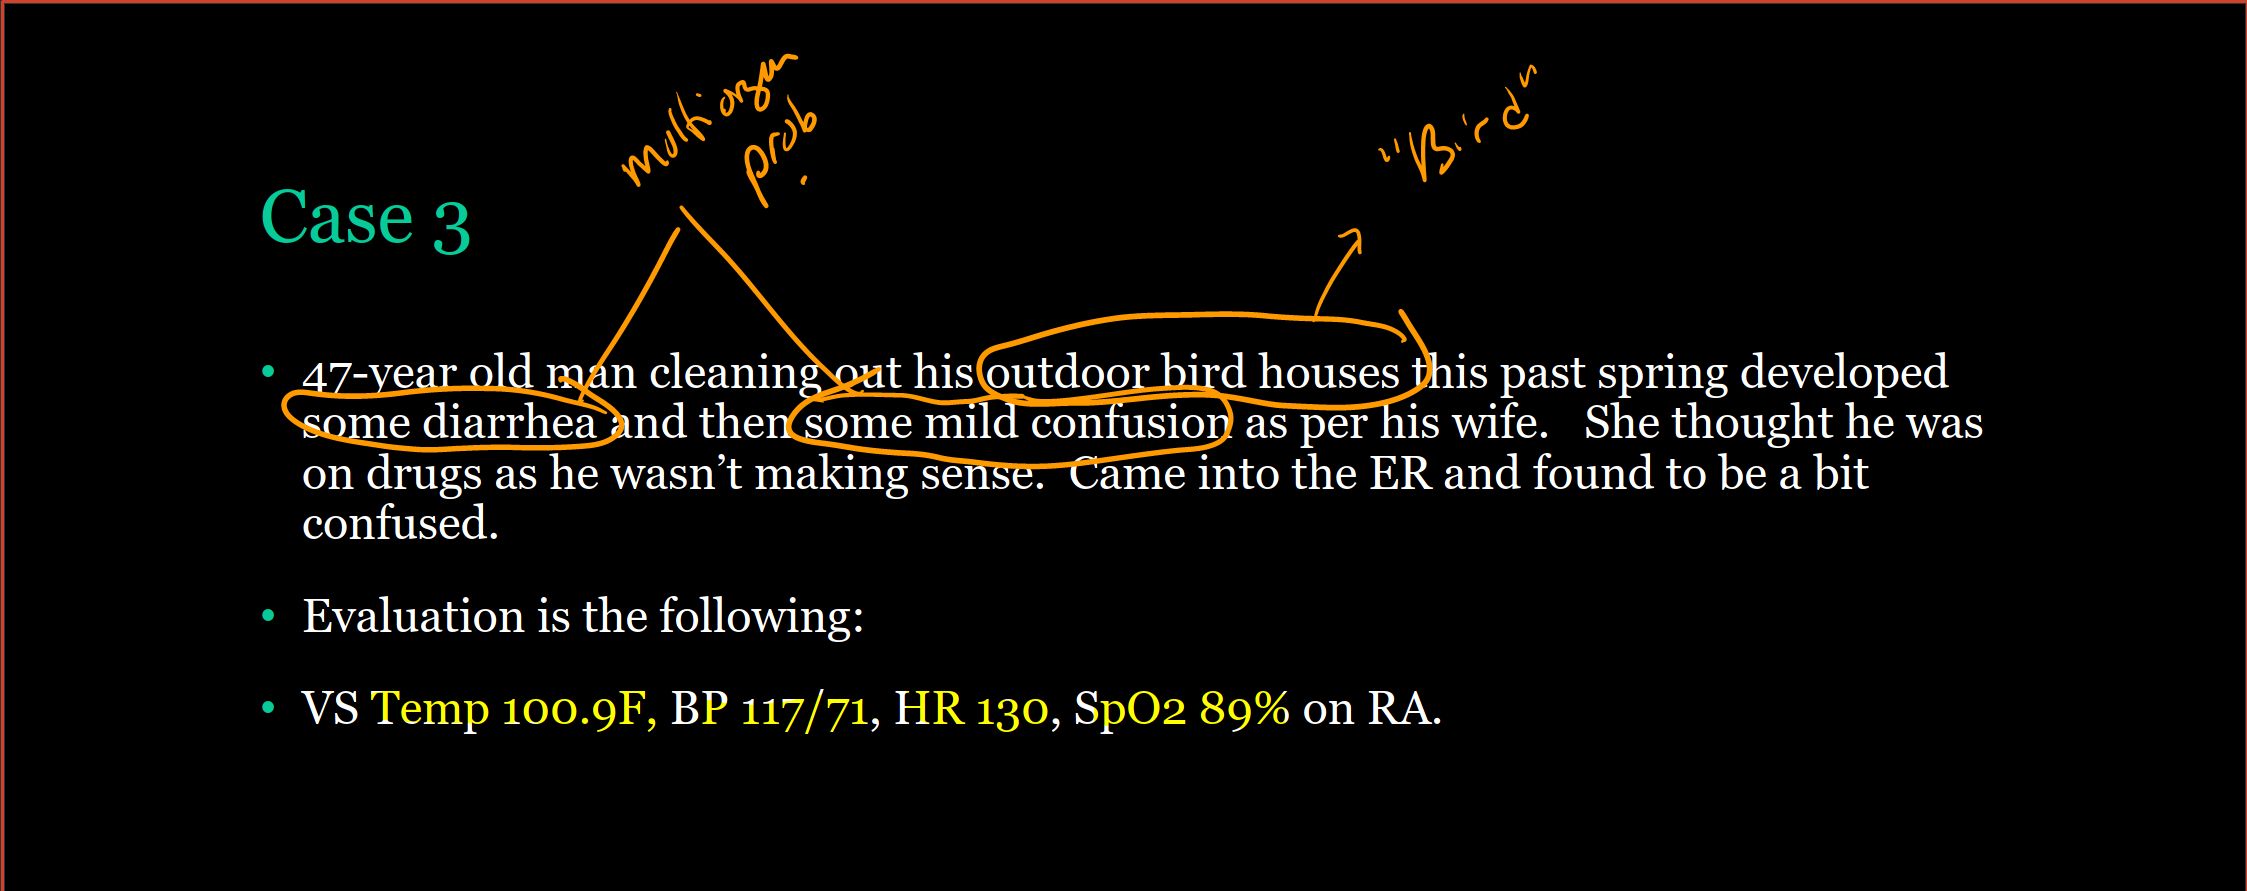 multiorgan
prob.
"Bird"
Case 3
• 47-year old man cleaning out his outdoor bird houses this past spring developed
some diarrhea and then some mild confusion as per his wife.   She thought he was
on drugs as he wasn’t making sense.  Came into the ER and found to be a bit
confused.
• Evaluation is the following:
• VS Temp 100.9F, BP 117/71, HR 130, SpO2 89% on RA.